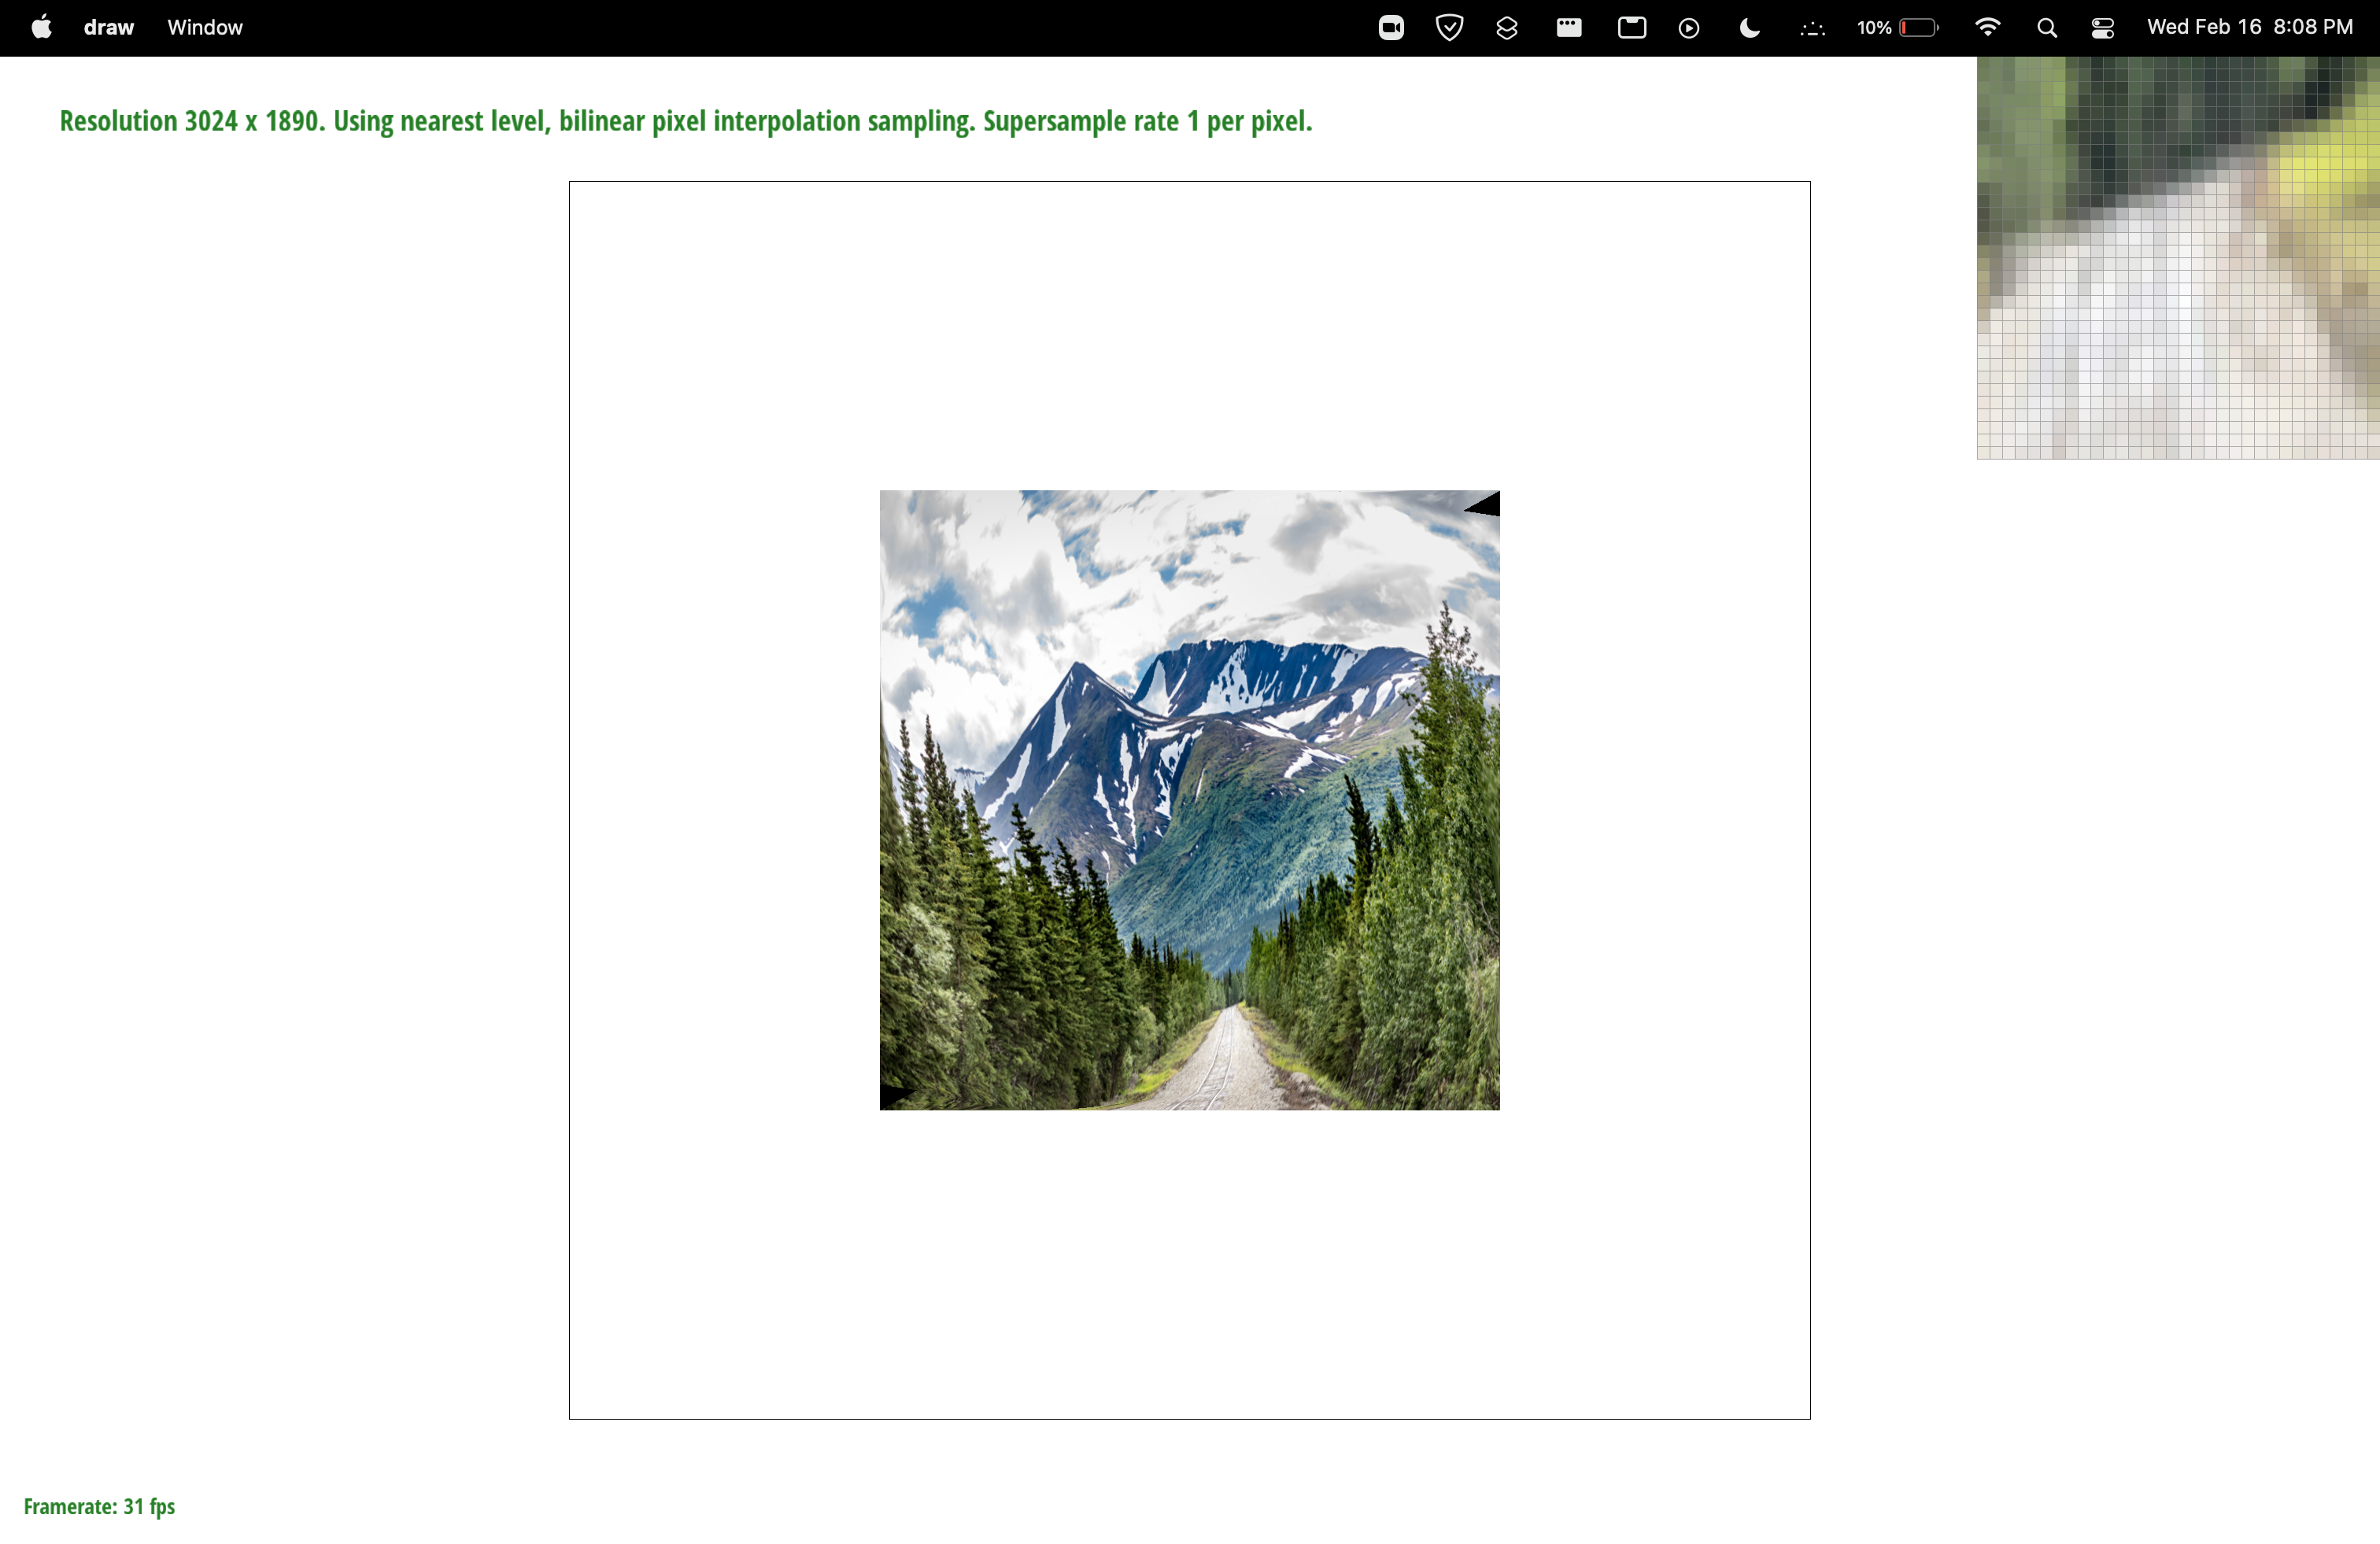 draw Window 10% Wed Feb 16 8:08 PM
Resolution 3024 x 1890. Using nearest level, bilinear pixel interpolation sampling. Supersample rate 1 per pixel.
Framerate: 31 fps